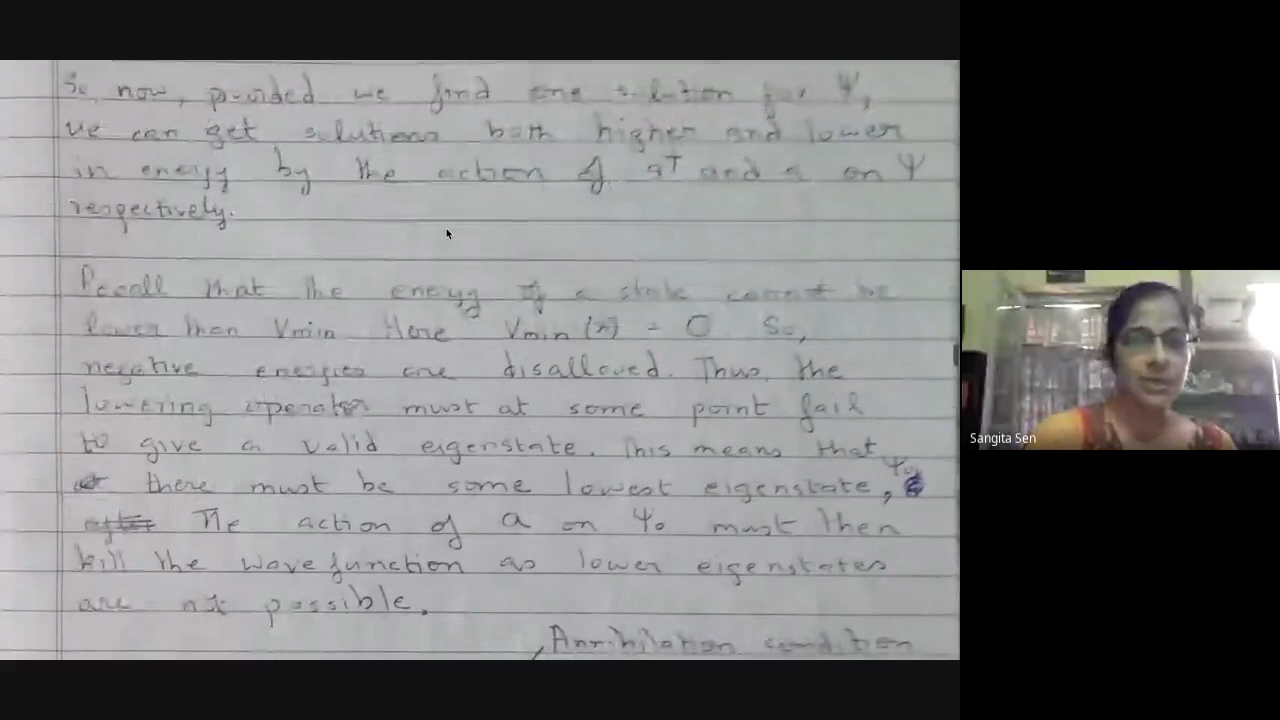 So now, provided we find one solution for Ψ,
we can get solutions both higher and lower
in energy by the action of a† and a on Ψ
respectively.
Recall that the energy of a state cannot be
lower than Vmin Here Vmin (x) = 0 So,
negative energies are disallowed. Thus, the
lowering operator must at some point fail
to give a valid eigenstate. This means that
there must be some lowest eigenstate, Ψ₀
The action of a on Ψ₀ must then
kill the wavefunction as lower eigenstates
are not possible.
Annihilation condition
Sangita Sen